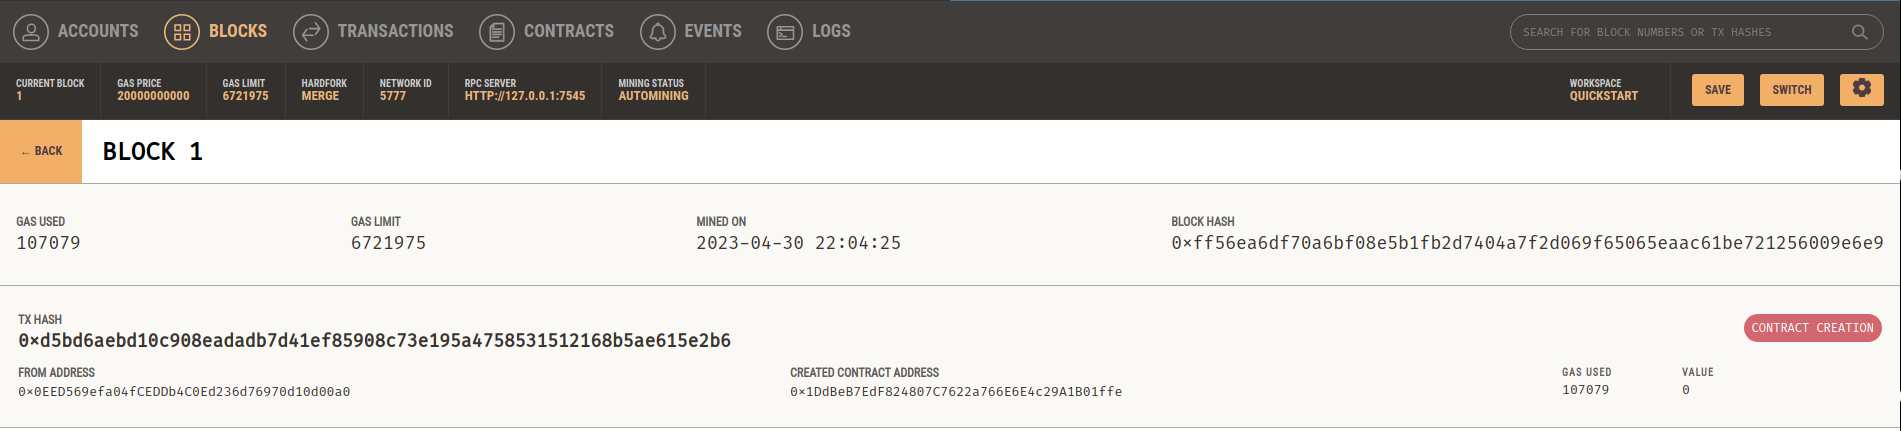 ACCOUNTS BLOCKS TRANSACTIONS CONTRACTS EVENTS LOGS SEARCH FOR BLOCK NUMBERS OR TX HASHES
CURRENT BLOCK GAS PRICE GAS LIMIT HARDFORK NETWORK ID RPC SERVER MINING STATUS WORKSPACE
1 20000000000 6721975 MERGE 5777 HTTP://127.0.0.1:7545 AUTOMINING QUICKSTART SAVE SWITCH
← BACK BLOCK 1
GAS USED GAS LIMIT MINED ON BLOCK HASH
107079 6721975 2023-04-30 22:04:25 0×ff56ea6df70a6bf08e5b1fb2d7404a7f2d069f65065eaac61be721256009e6e9
TX HASH
0×d5bd6aebd10c908eadadb7d41ef85908c73e195a4758531512168b5ae615e2b6 CONTRACT CREATION
FROM ADDRESS CREATED CONTRACT ADDRESS GAS USED VALUE
0×0EED569efa04fCEDDb4C0Ed236d76970d10d00a0 0×1DdBeB7EdF824807C7622a766E6E4c29A1B01ffe 107079 0